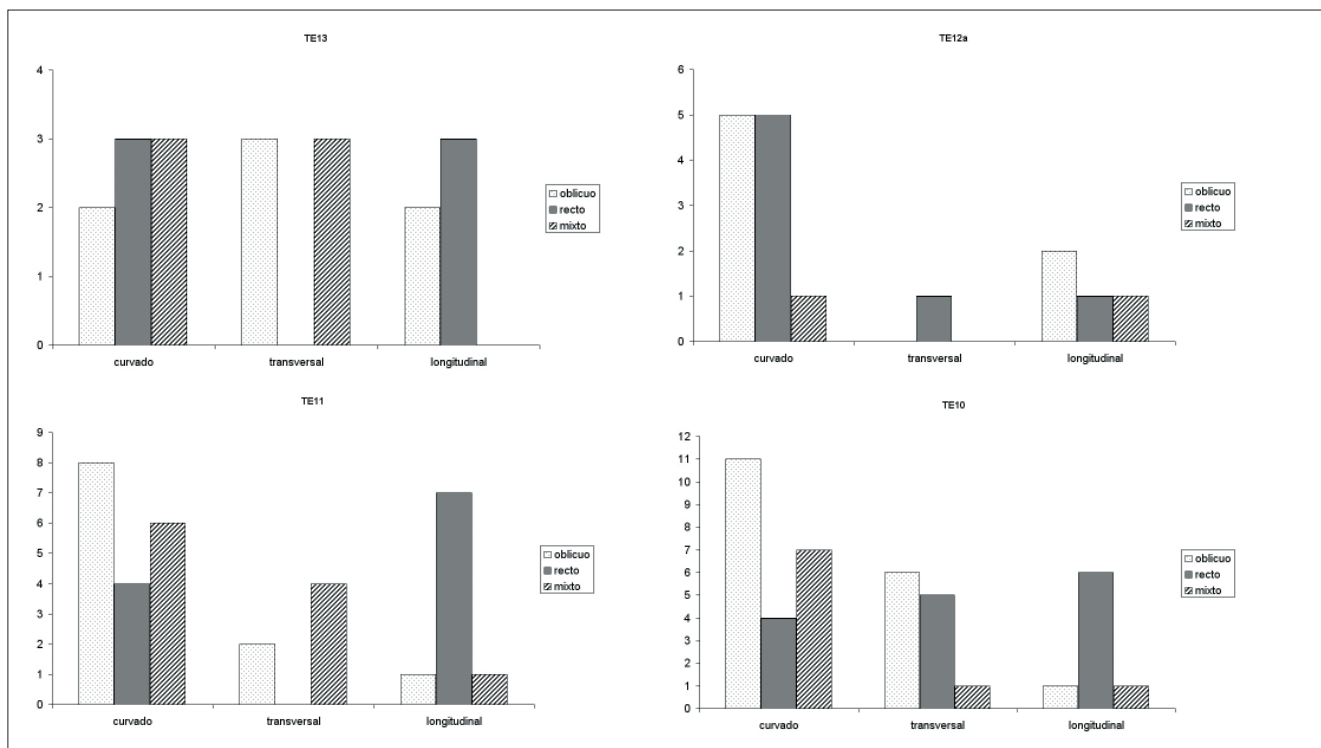 TE13
4
3
2
1
0
curvado
transversal
longitudinal
oblicuo
recto
mixto
TE12a
6
5
4
3
2
1
0
curvado
transversal
longitudinal
oblicuo
recto
mixto
TE11
9
8
7
6
5
4
3
2
1
0
curvado
transversal
longitudinal
oblicuo
recto
mixto
TE10
12
11
10
9
8
7
6
5
4
3
2
1
0
curvado
transversal
longitudinal
oblicuo
recto
mixto